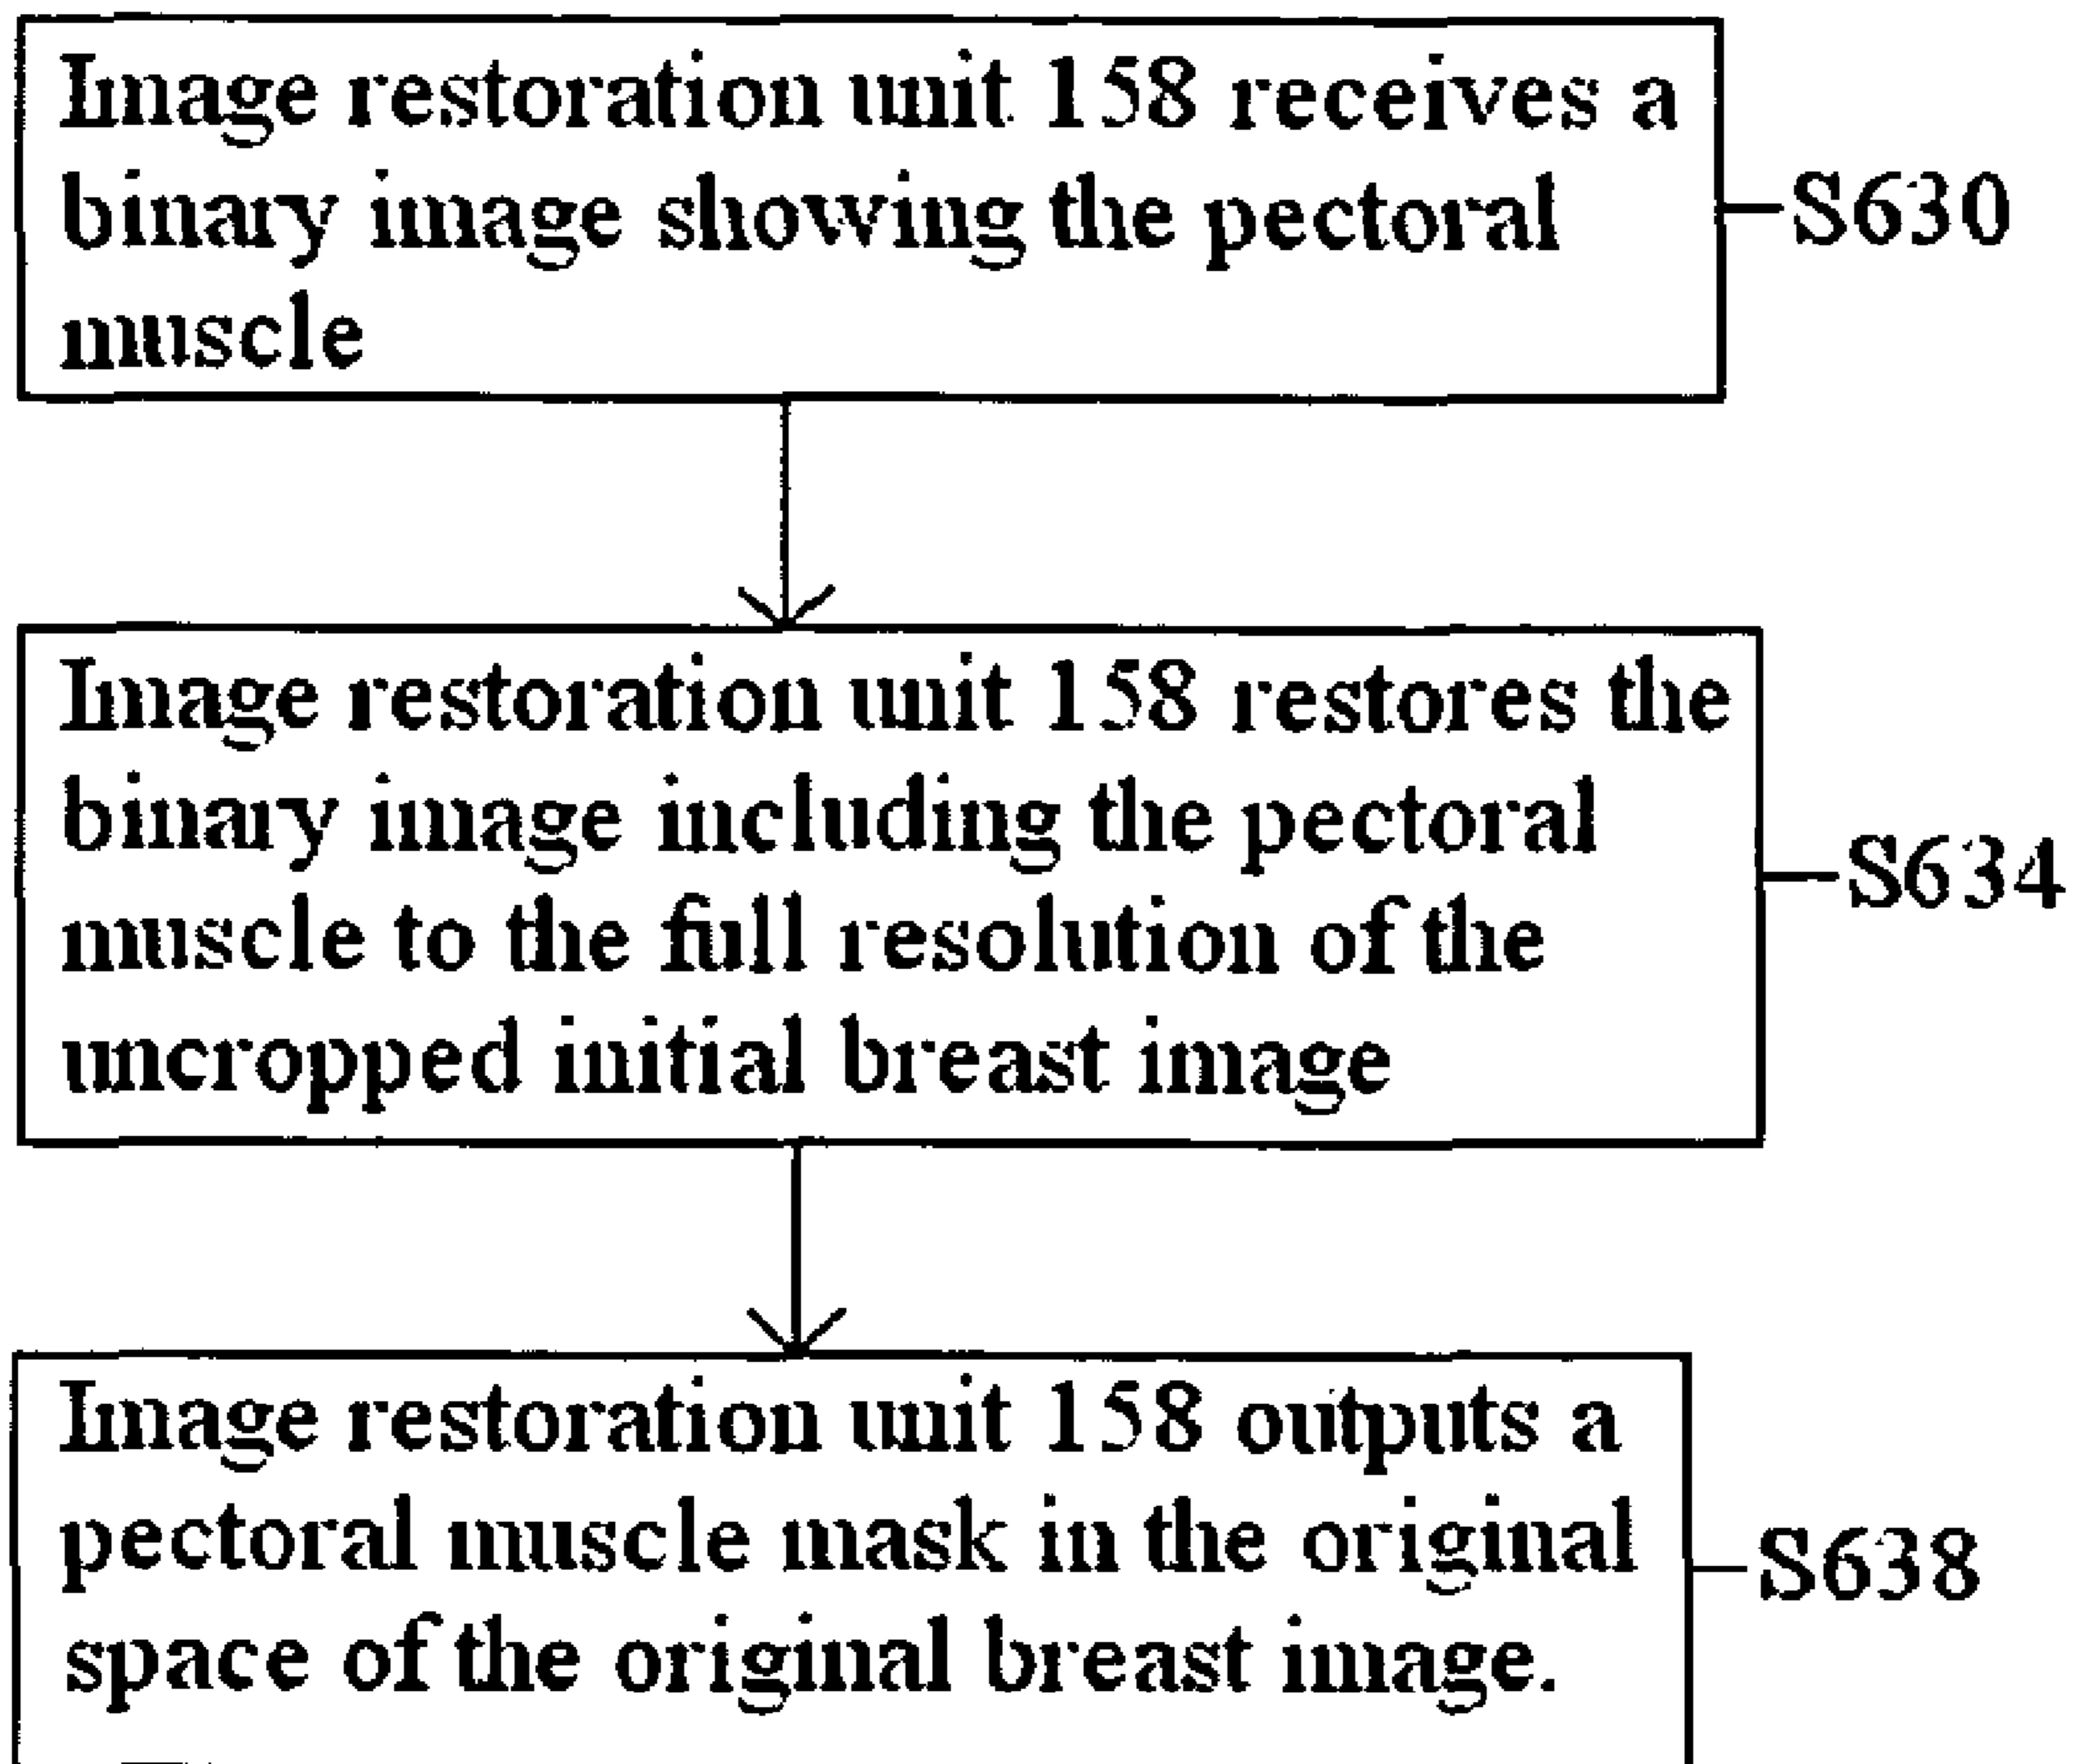 Image restoration unit 158 receives a
binary image showing the pectoral
muscle
S630
Image restoration unit 158 restores the
binary image including the pectoral
muscle to the full resolution of the
uncropped initial breast image
S634
Image restoration unit 158 outputs a
pectoral muscle mask in the original
space of the original breast image.
S638